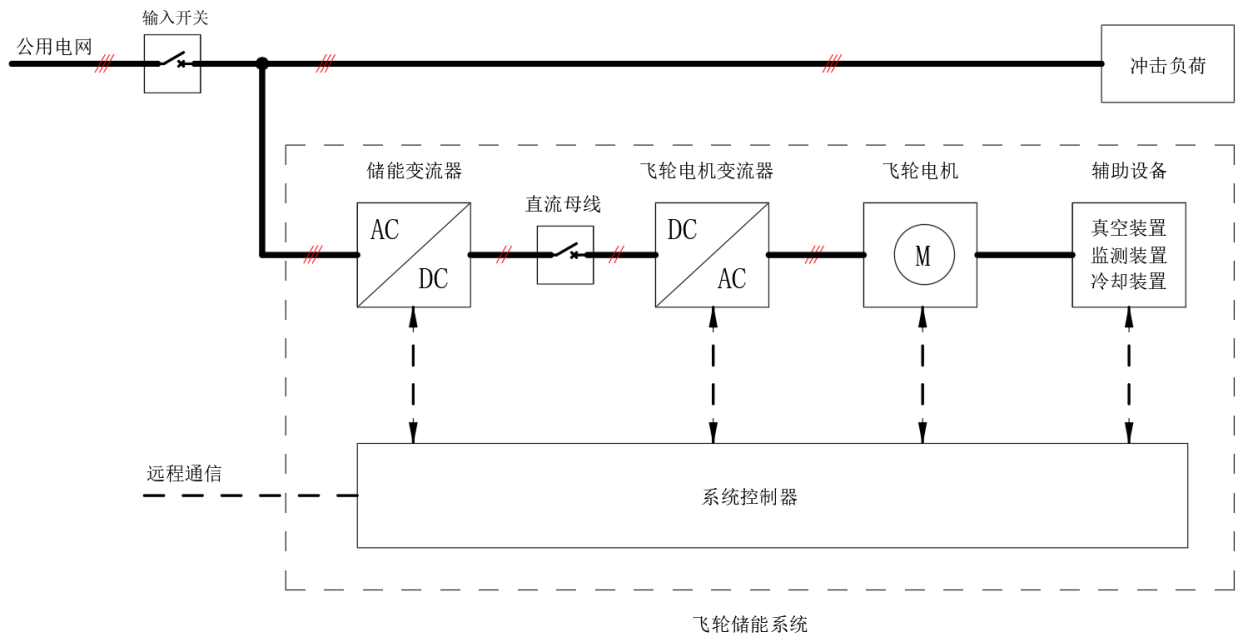 输入开关
公用电网
冲击负荷
储能变流器
飞轮电机变流器
飞轮电机
辅助设备
直流母线
AC
DC
DC
AC
M
真空装置
监测装置
冷却装置
远程通信
系统控制器
飞轮储能系统